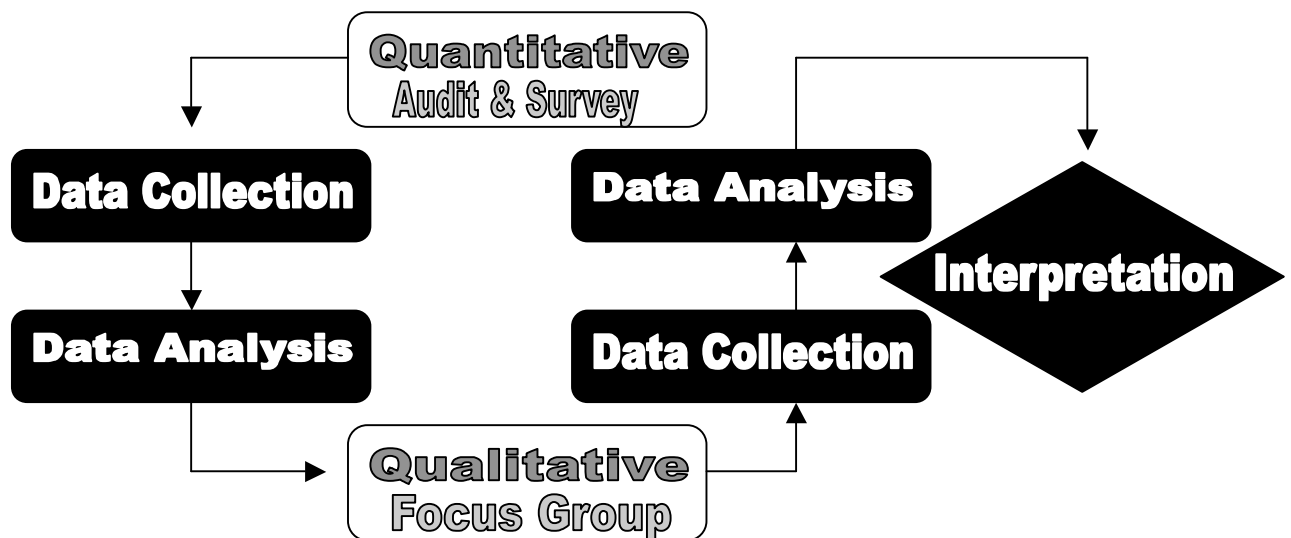 Quantitative
Audit & Survey
Data Collection
Data Analysis
Qualitative
Focus Group
Data Collection
Data Analysis
Interpretation